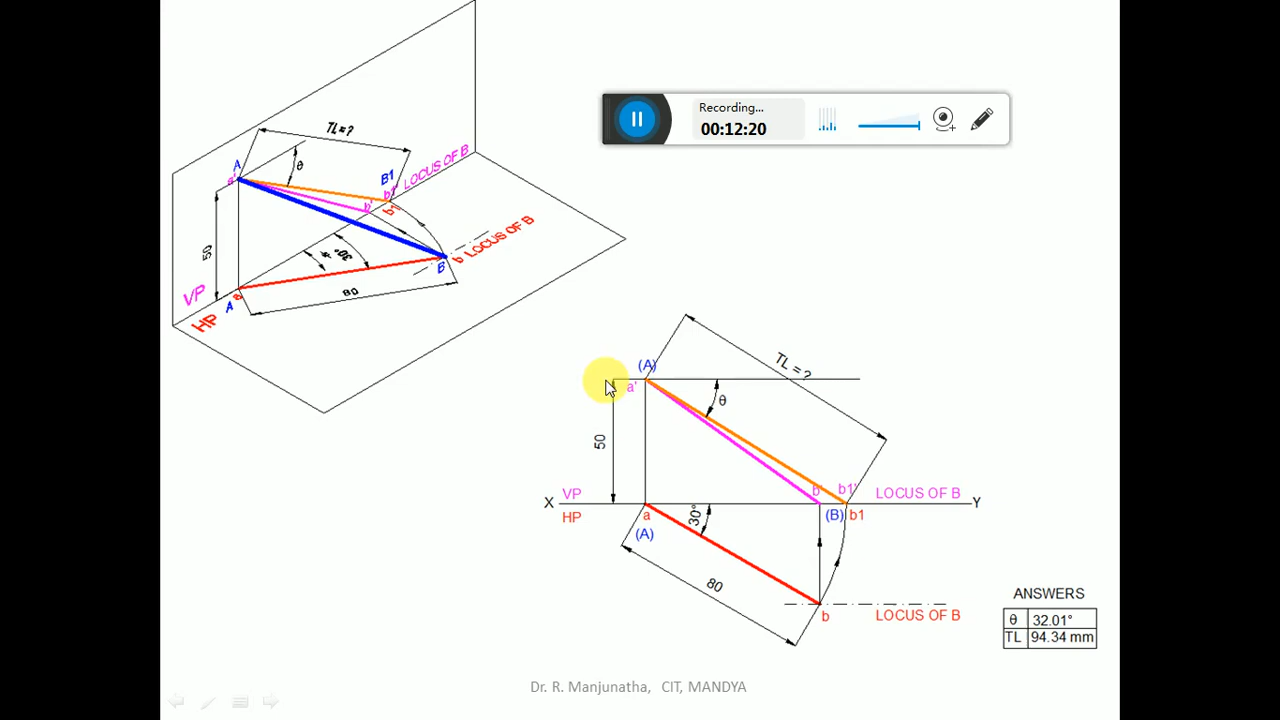 Recording...
00:12:20
TL=?
A
a'
θ
B1
b1'
LOCUS OF B
b'
b1
50
30°
b
LOCUS OF B
B
80
VP
a
A
HP
(A)
TL = ?
a'
θ
50
b'
b1'
LOCUS OF B
X
VP
Y
HP
a
30°
(B)
b1
(A)
80
b
LOCUS OF B
ANSWERS
θ 32.01°
TL 94.34 mm
Dr. R. Manjunatha, CIT, MANDYA